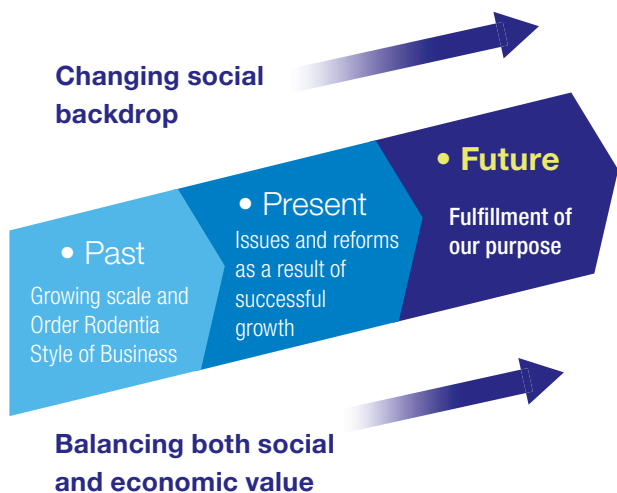 Changing social
backdrop
• Past
Growing scale and
Order Rodentia
Style of Business
• Present
Issues and reforms
as a result of
successful
growth
• Future
Fulfillment of
our purpose
Balancing both social
and economic value